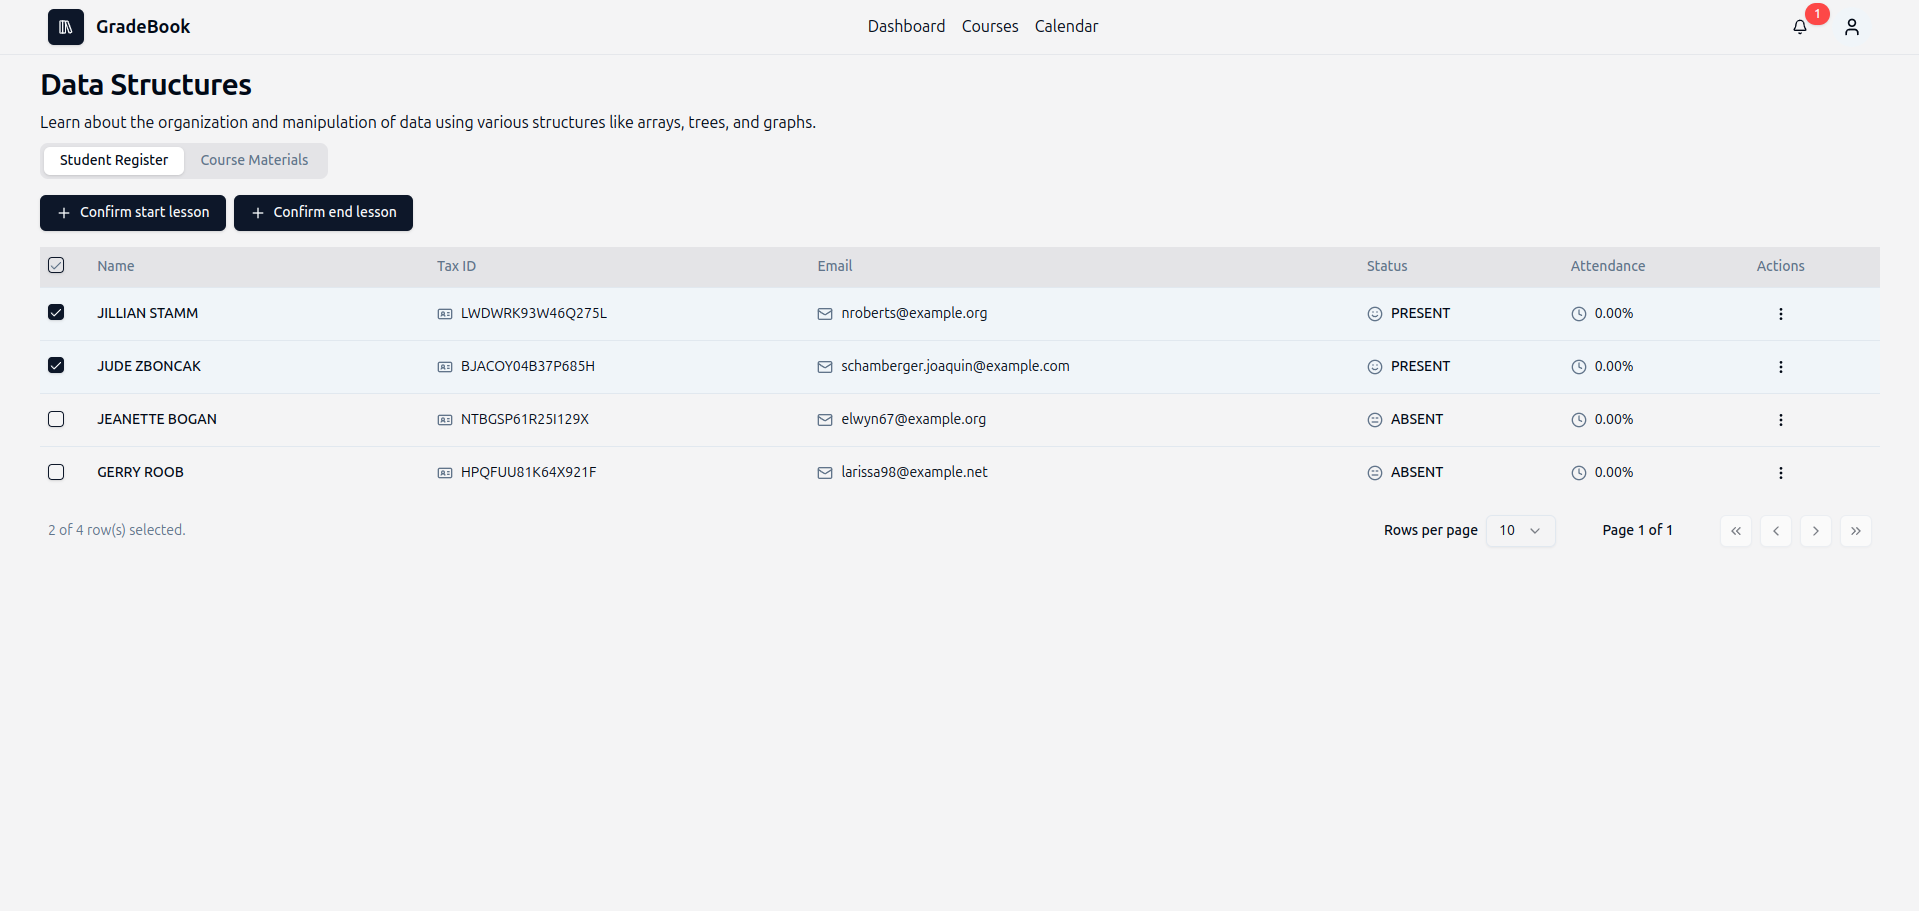 GradeBook
Dashboard Courses Calendar
1
Data Structures
Learn about the organization and manipulation of data using various structures like arrays, trees, and graphs.
Student Register Course Materials
Confirm start lesson Confirm end lesson
Name Tax ID Email Status Attendance Actions
JILLIAN STAMM LWDWRK93W46Q275L nroberts@example.org PRESENT 0.00%
JUDE ZBONCAK BJACOY04B37P685H schamberger.joaquin@example.com PRESENT 0.00%
JEANETTE BOGAN NTBGSP61R25I129X elwyn67@example.org ABSENT 0.00%
GERRY ROOB HPQFUU81K64X921F larissa98@example.net ABSENT 0.00%
2 of 4 row(s) selected. Rows per page 10 Page 1 of 1